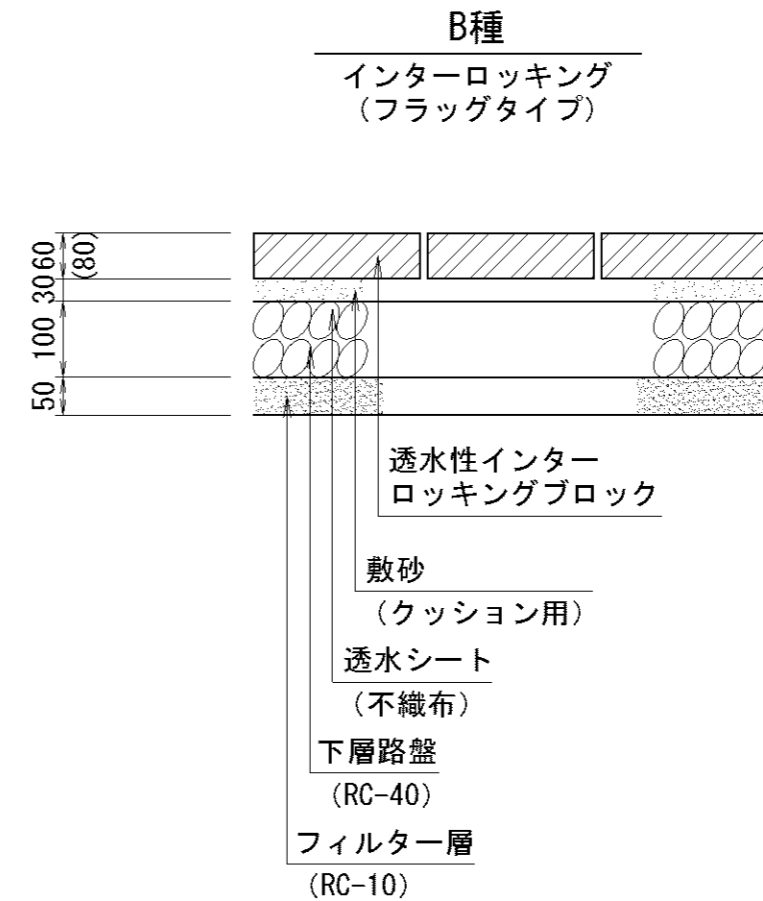 B種
インターロッキング
(フラッグタイプ)
60
(80)
30
100
50
透水性インター
ロッキングブロック
敷砂
(クッション用)
透水シート
(不織布)
下層路盤
(RC-40)
フィルター層
(RC-10)